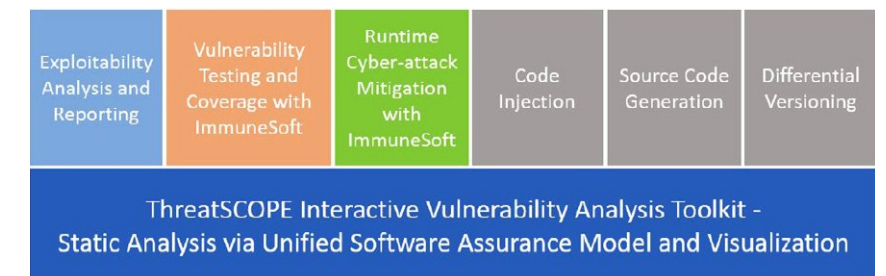 Exploitability
Analysis and
Reporting
Vulnerability
Testing and
Coverage with
ImmuneSoft
Runtime
Cyber-attack
Mitigation
with
ImmuneSoft
Code
Injection
Source Code
Generation
Differential
Versioning
ThreatSCOPE Interactive Vulnerability Analysis Toolkit -
Static Analysis via Unified Software Assurance Model and Visualization